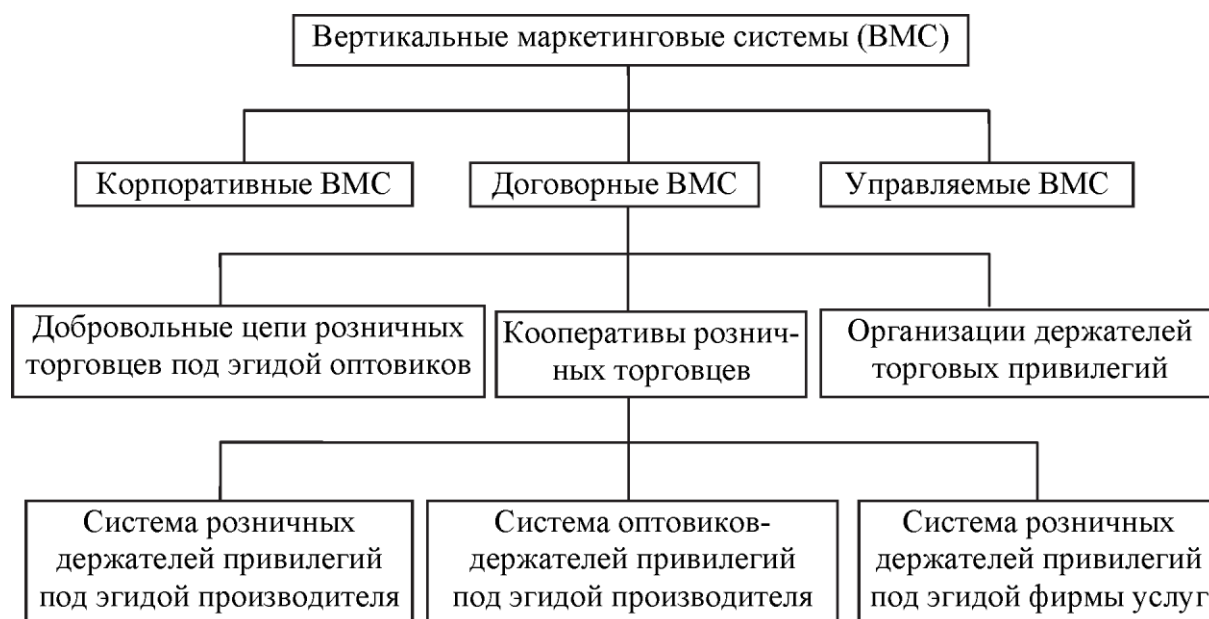 Вертикальные маркетинговые системы (ВМС)
Корпоративные ВМС
Договорные ВМС
Управляемые ВМС
Добровольные цепи розничных
торговцев под эгидой оптовиков
Кооперативы рознич-
ных торговцев
Организации держателей
торговых привилегий
Система розничных
держателей привилегий
под эгидой производителя
Система оптовиков-
держателей привилегий
под эгидой производителя
Система розничных
держателей привилегий
под эгидой фирмы услуг